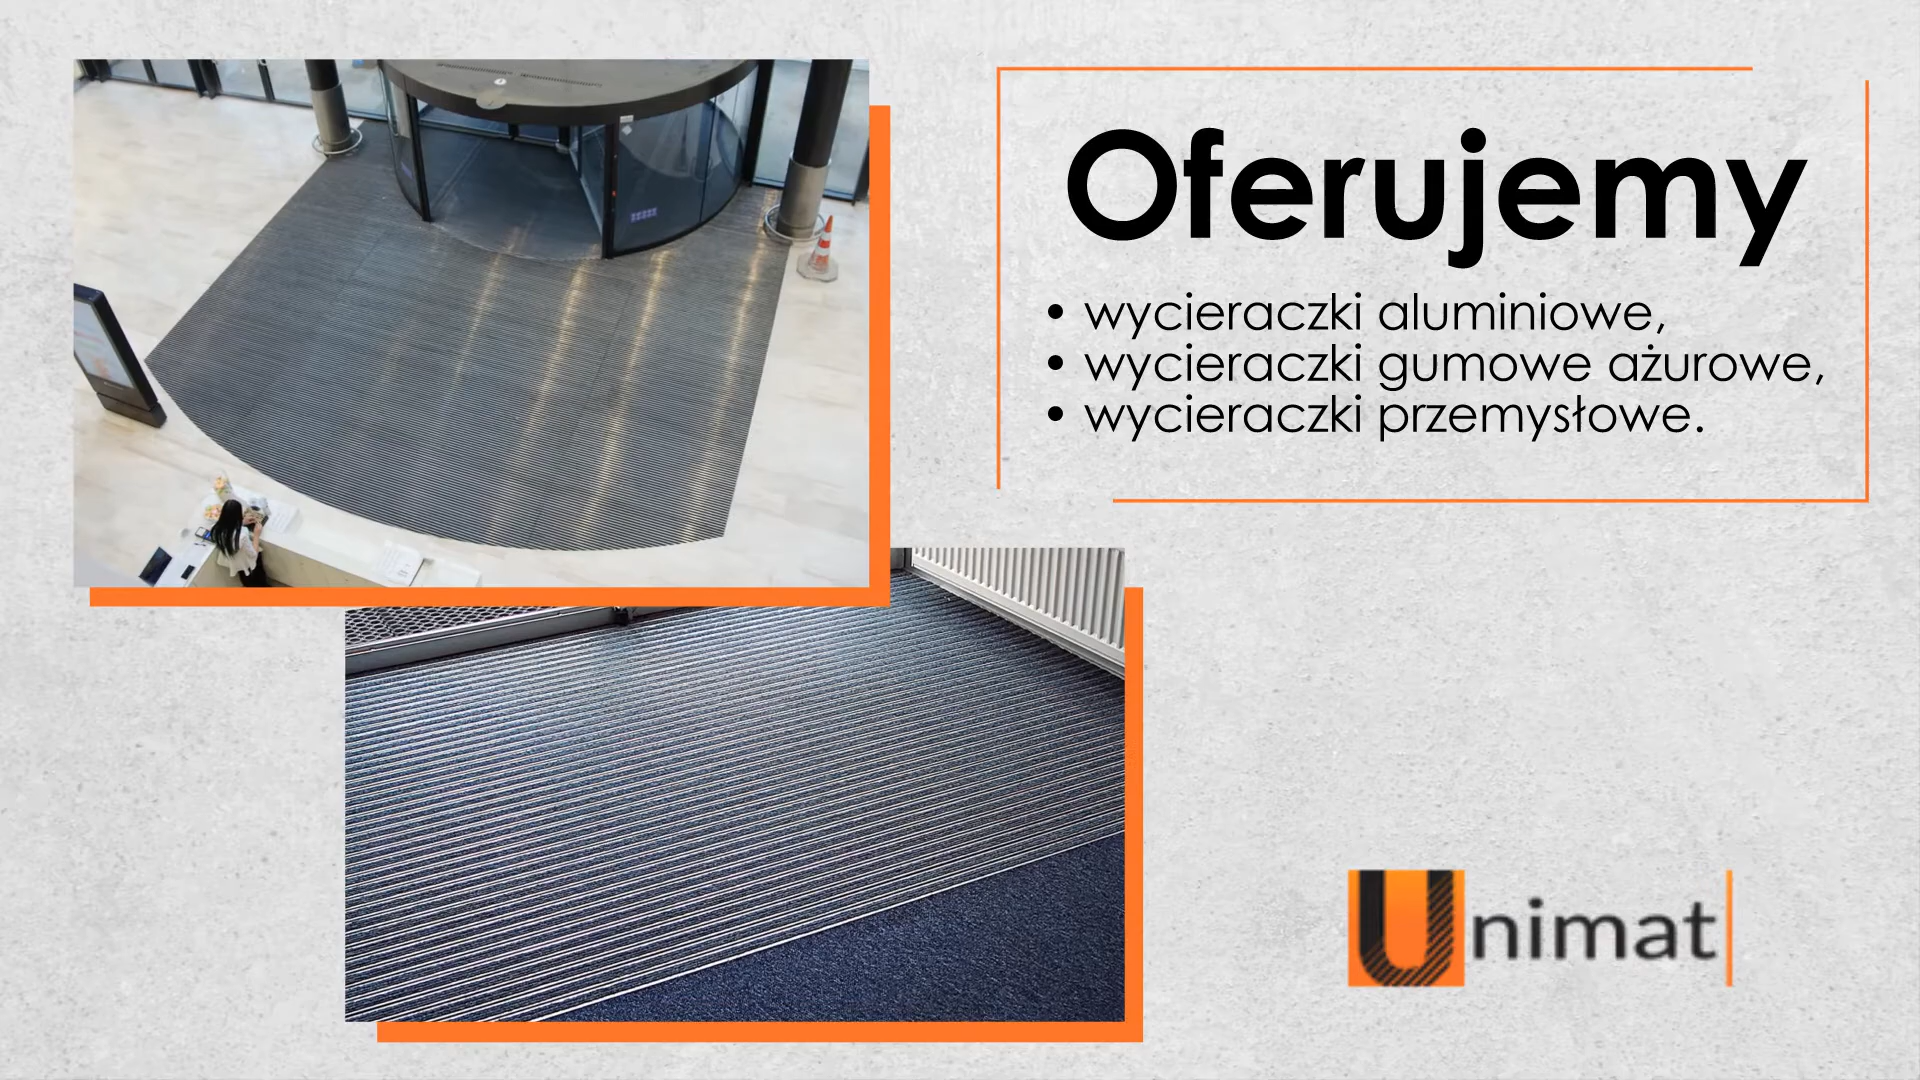 Oferujemy
• wycieraczki aluminiowe,
• wycieraczki gumowe ażurowe,
• wycieraczki przemysłowe.
Unimat